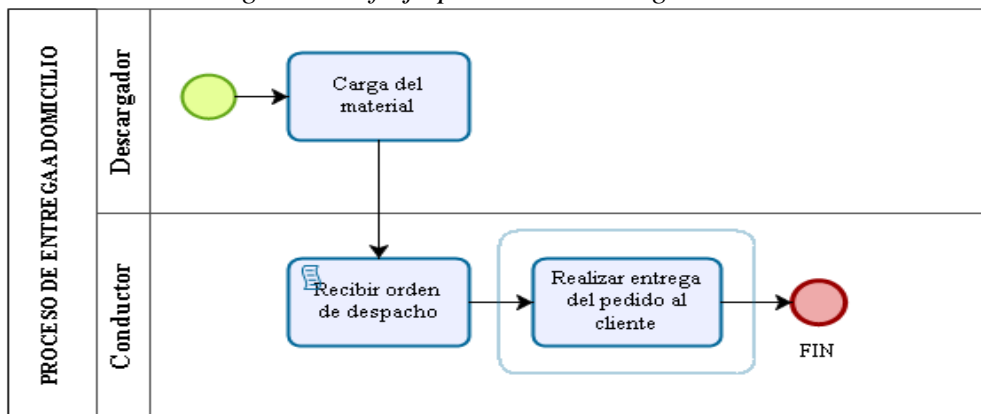 PROCESO DE ENTREGA A DOMICILIO
Descargador
Carga del
material
Conductor
Recibir orden
de despacho
Realizar entrega
del pedido al
cliente
FIN